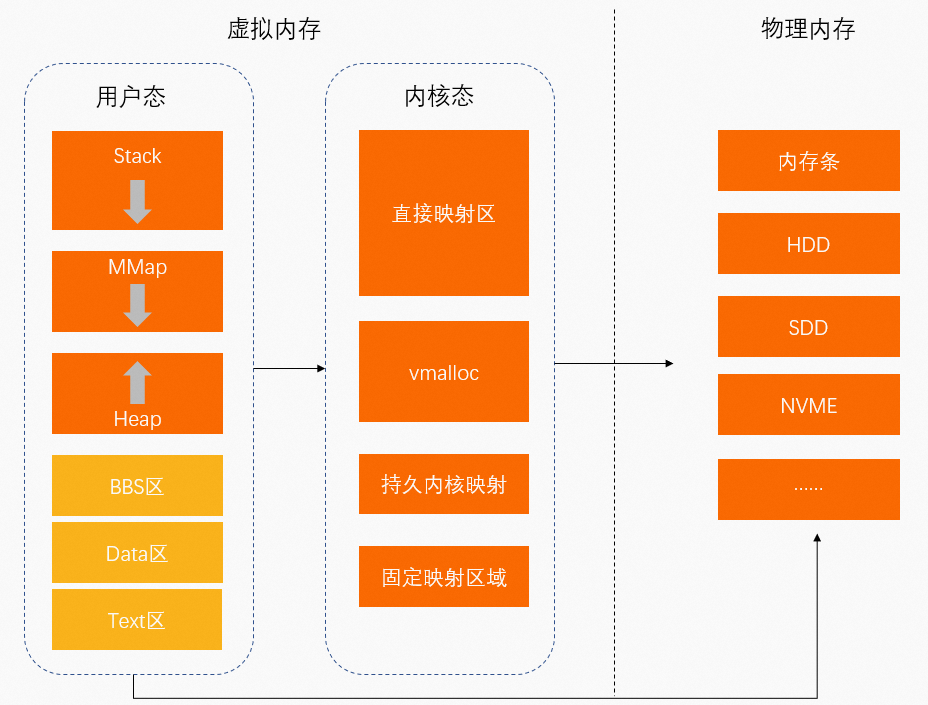 虚拟内存
物理内存
用户态
Stack
MMap
Heap
BBS区
Data区
Text区
内核态
直接映射区
vmalloc
持久内核映射
固定映射区域
内存条
HDD
SDD
NVME
......